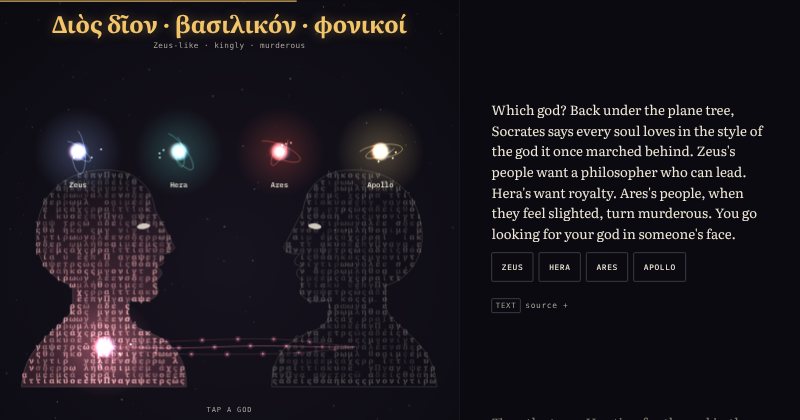 Διὸς δῖον · βασιλικόν · φονικοί
Zeus-like · kingly · murderous
Zeus
Hera
Ares
Apollo
TAP A GOD
Which god? Back under the plane tree,
Socrates says every soul loves in the style of
the god it once marched behind. Zeus's
people want a philosopher who can lead.
Hera's want royalty. Ares's people, when
they feel slighted, turn murderous. You go
looking for your god in someone's face.
ZEUS
HERA
ARES
APOLLO
TEXT source +